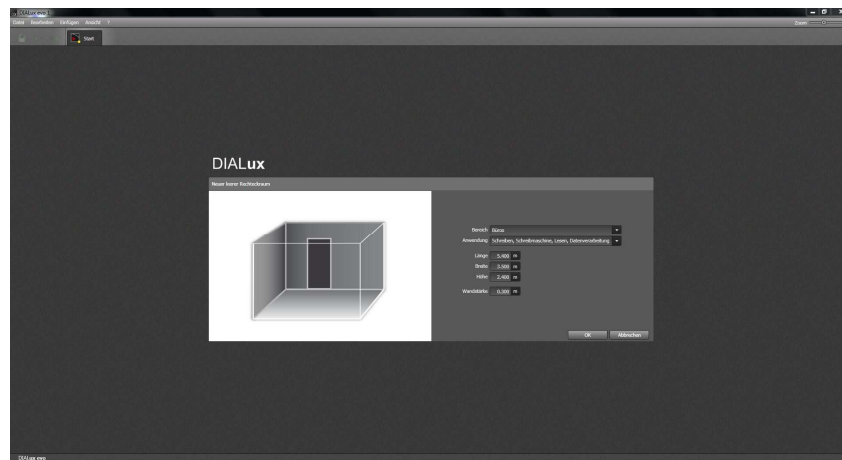 DIALux evo
Datei Bearbeiten Einfügen Ansicht ?
Zoom
Start
DIALux
Neuer leerer Rechteckraum
Bereich Büros
Anwendung Schreiben, Schreibmaschine, Lesen, Datenverarbeitung
Länge 5.400 m
Breite 3.500 m
Höhe 2.400 m
Wandstärke 0.300 m
OK Abbrechen
DIALux evo